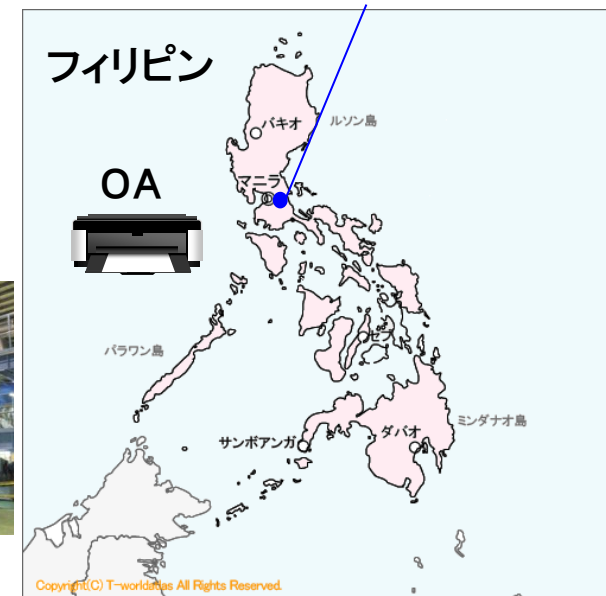 フィリピン
バキオ
ルソン島
マニラ
OA
セブ
パラワン島
ミンダナオ島
サンボアンガ
ダバオ
Copyright(C) T-worldatlas All Rights Reserved.